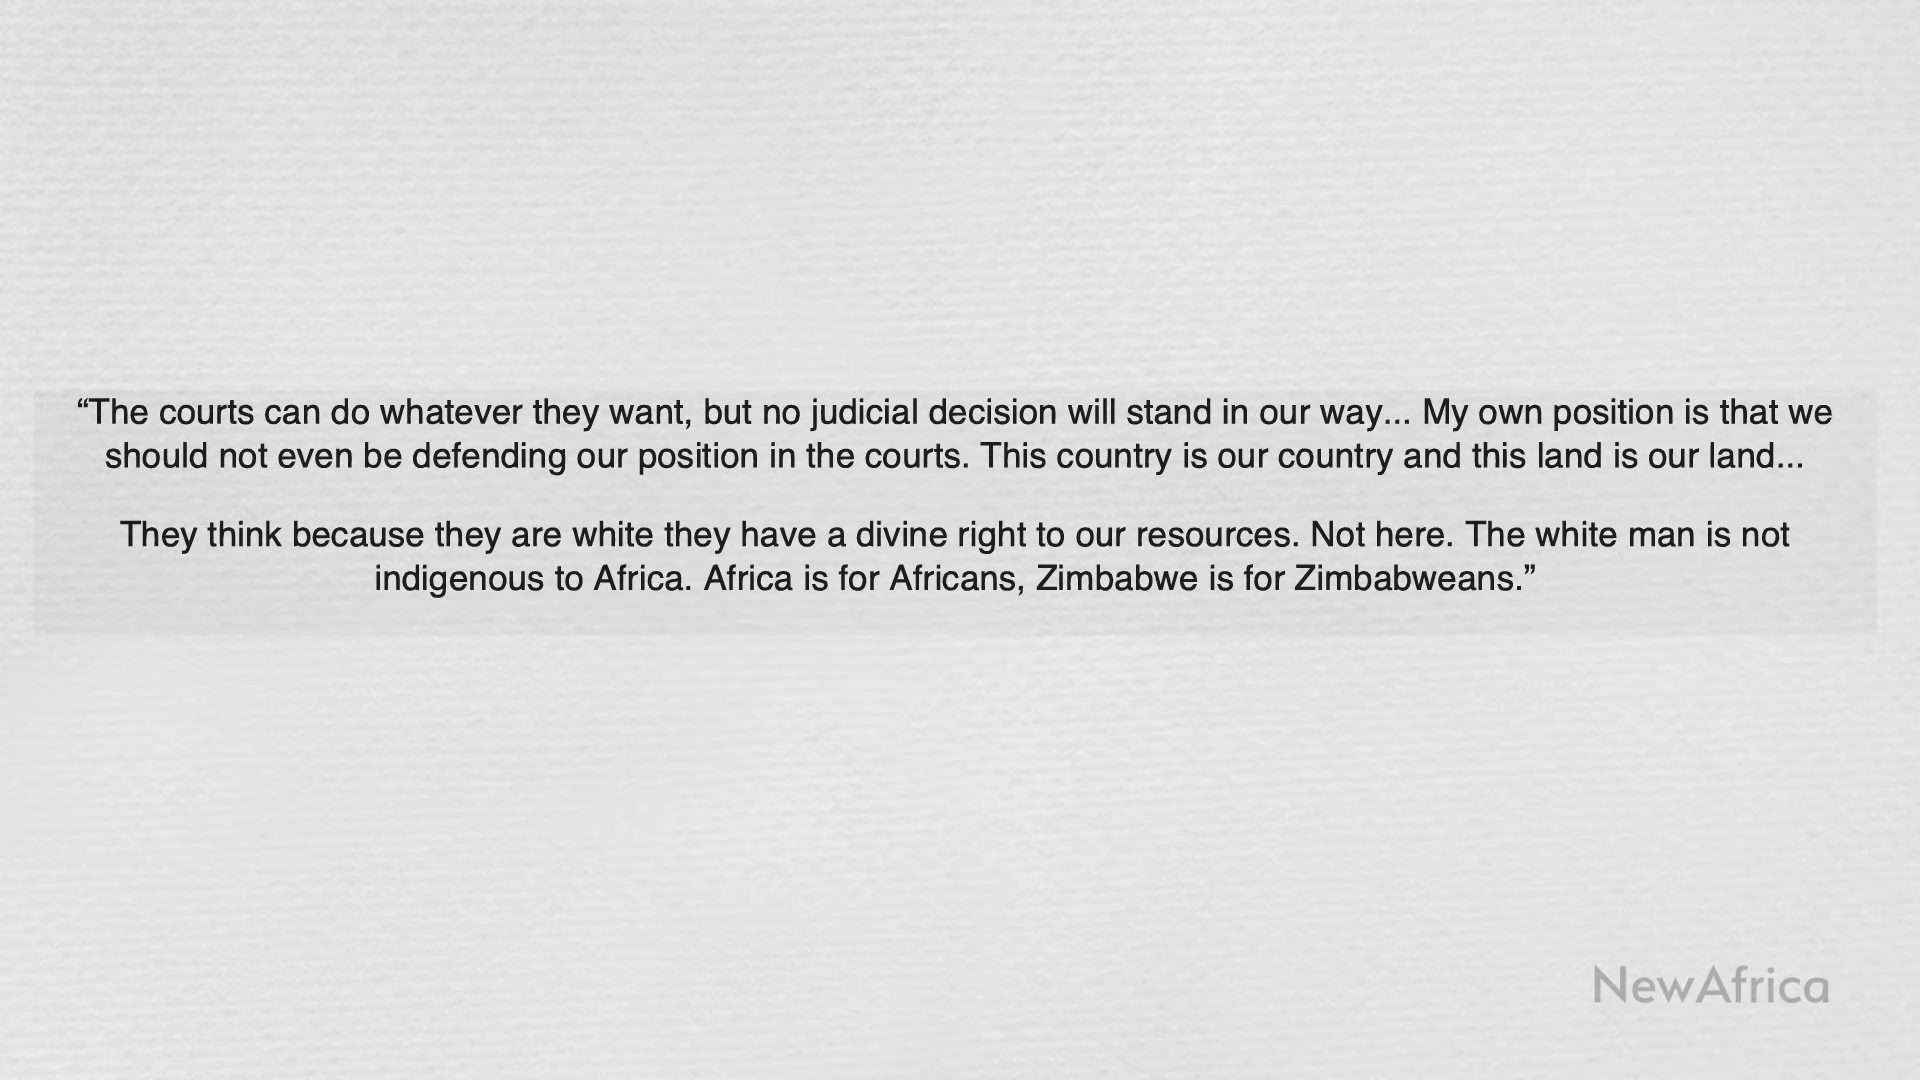 “The courts can do whatever they want, but no judicial decision will stand in our way... My own position is that we
should not even be defending our position in the courts. This country is our country and this land is our land...
They think because they are white they have a divine right to our resources. Not here. The white man is not
indigenous to Africa. Africa is for Africans, Zimbabwe is for Zimbabweans.”
NewAfrica